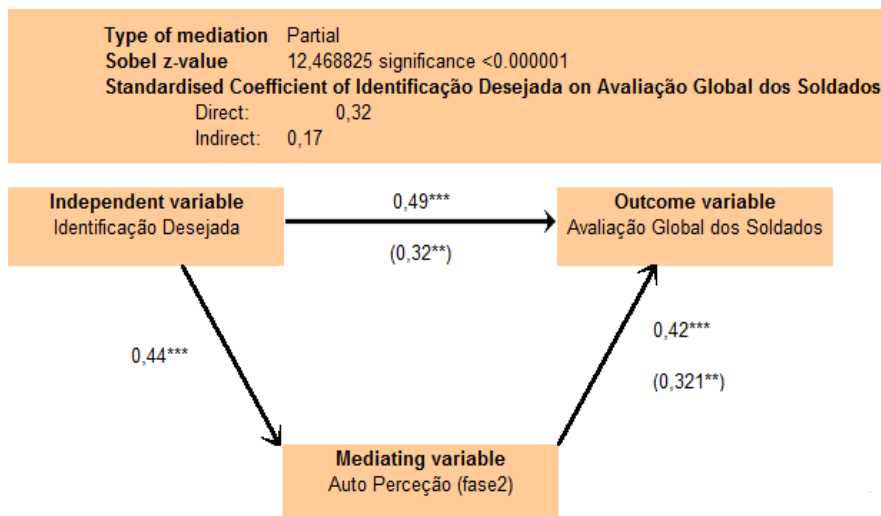 Type of mediation Partial
Sobel z-value 12,468825 significance <0.000001
Standardised Coefficient of Identificação Desejada on Avaliação Global dos Soldados
Direct: 0,32
Indirect: 0,17
Independent variable
Identificação Desejada
0,49***
(0,32**)
Outcome variable
Avaliação Global dos Soldados
0,44***
0,42***
(0,321**)
Mediating variable
Auto Perceção (fase2)